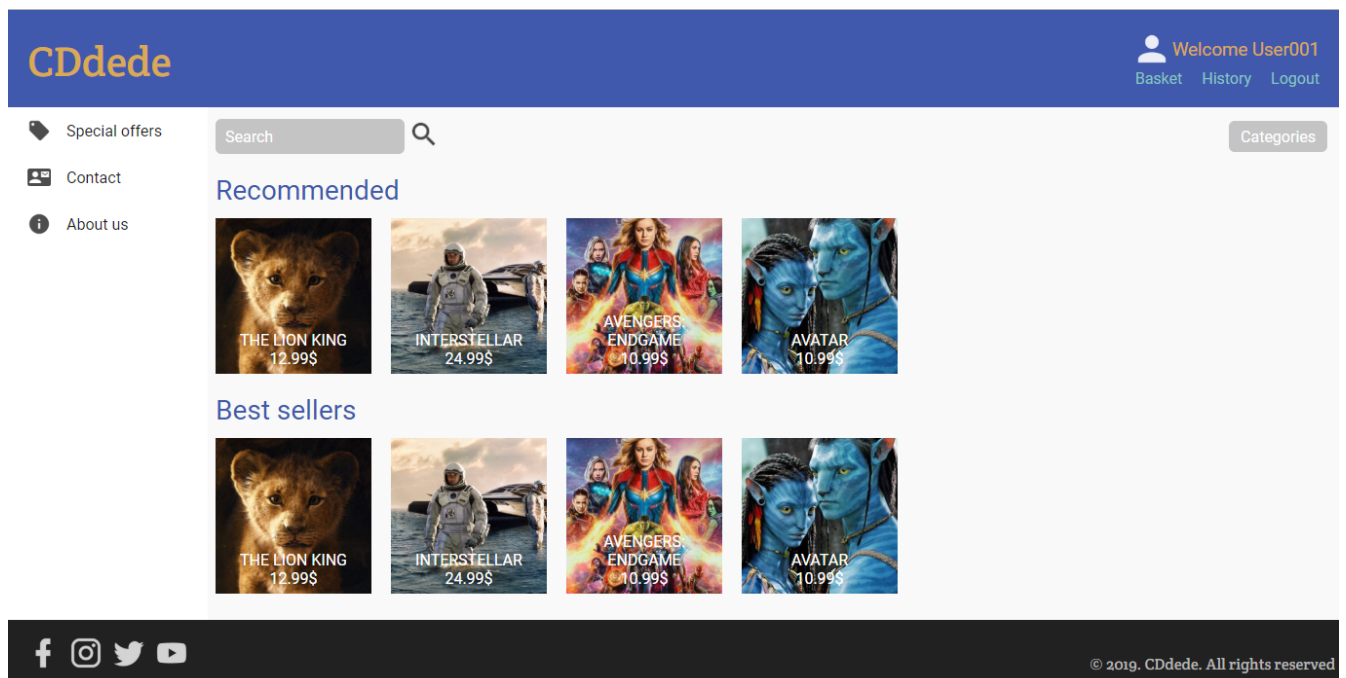 CDdede
Welcome User001
Basket History Logout
Special offers
Contact
About us
Search
Categories
Recommended
THE LION KING
12.99$
INTERSTELLAR
24.99$
AVENGERS:
ENDGAME
10.99$
AVATAR
10.99$
Best sellers
THE LION KING
12.99$
INTERSTELLAR
24.99$
AVENGERS:
ENDGAME
10.99$
AVATAR
10.99$
© 2019. CDdede. All rights reserved